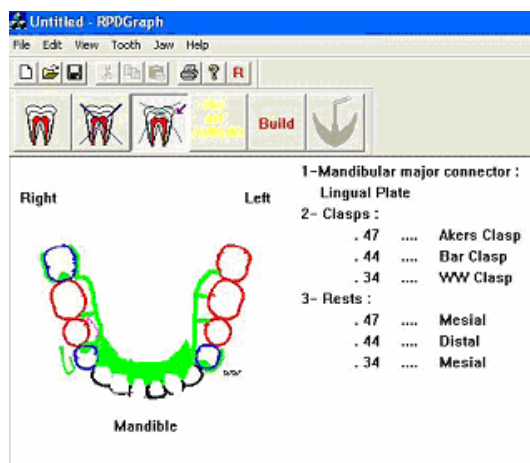 Untitled - RPDGraph
File Edit View Tooth Jaw Help
R
Build
1-Mandibular major connector :
Lingual Plate
Right Left
2- Clasps :
. 47 .... Akers Clasp
. 44 .... Bar Clasp
. 34 .... WW Clasp
3- Rests :
. 47 .... Mesial
. 44 .... Distal
. 34 .... Mesial
ww
Mandible